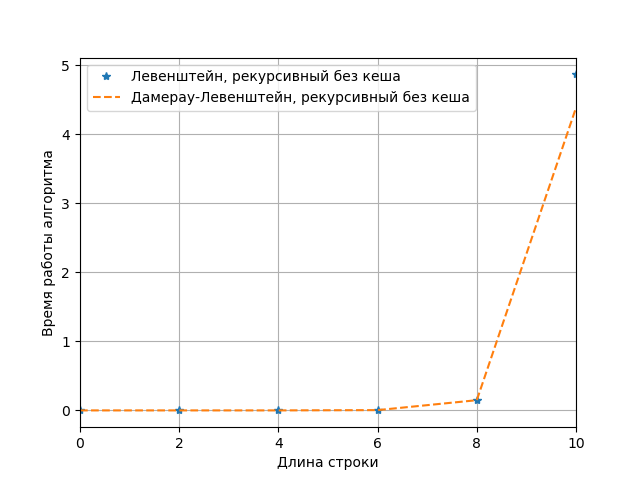 Левенштейн, рекурсивный без кеша
Дамерау-Левенштейн, рекурсивный без кеша
Время работы алгоритма
5
4
3
2
1
0
0 2 4 6 8 10
Длина строки